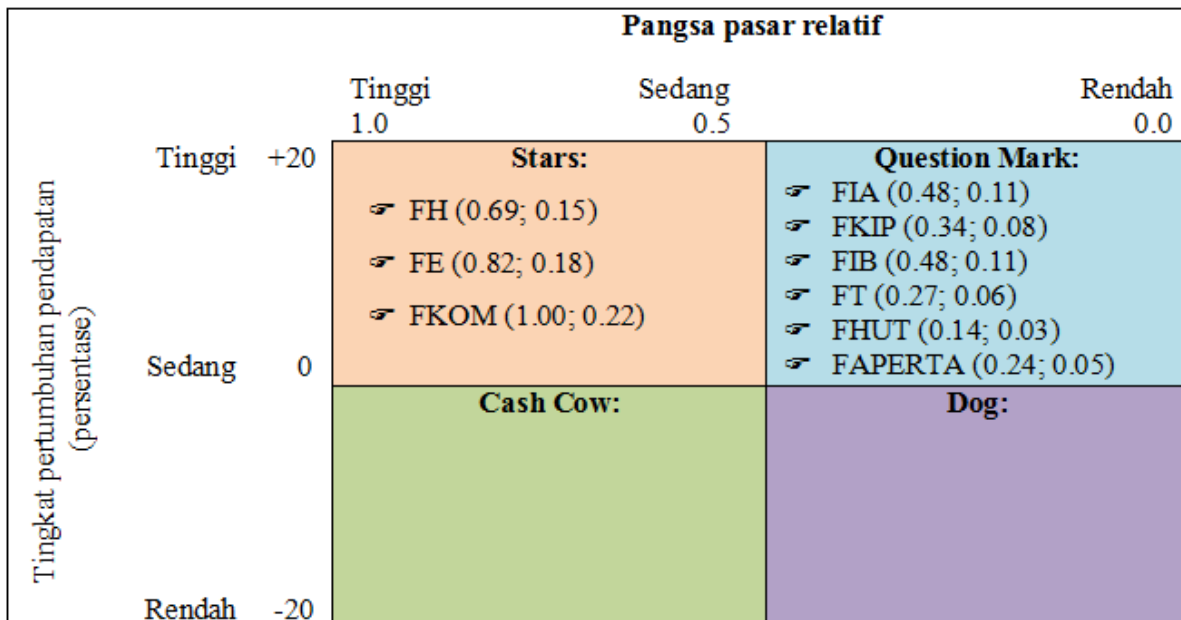 Pangsa pasar relatif
Tinggi Sedang Rendah
1.0 0.5 0.0
Tinggi +20
Stars:
☞ FH (0.69; 0.15)
☞ FE (0.82; 0.18)
☞ FKOM (1.00; 0.22)
Question Mark:
☞ FIA (0.48; 0.11)
☞ FKIP (0.34; 0.08)
☞ FIB (0.48; 0.11)
☞ FT (0.27; 0.06)
☞ FHUT (0.14; 0.03)
☞ FAPERTA (0.24; 0.05)
Tingkat pertumbuhan pendapatan
(persentase)
Sedang 0
Cash Cow:
Dog:
Rendah -20